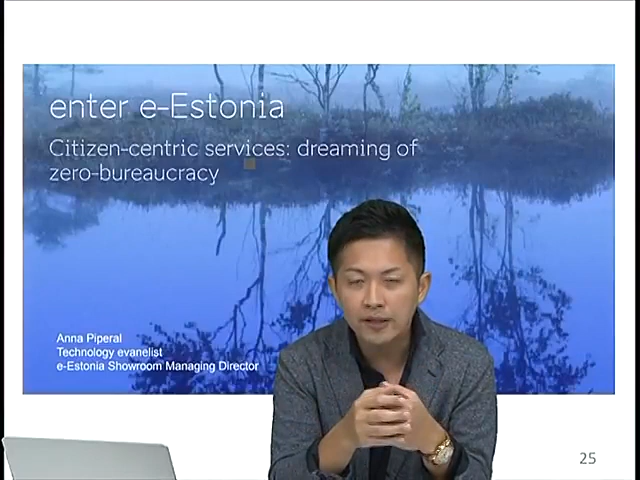 enter e-Estonia
Citizen-centric services: dreaming of
zero-bureaucracy
Anna Piperal
Technology evanelist
e-Estonia Showroom Managing Director
25